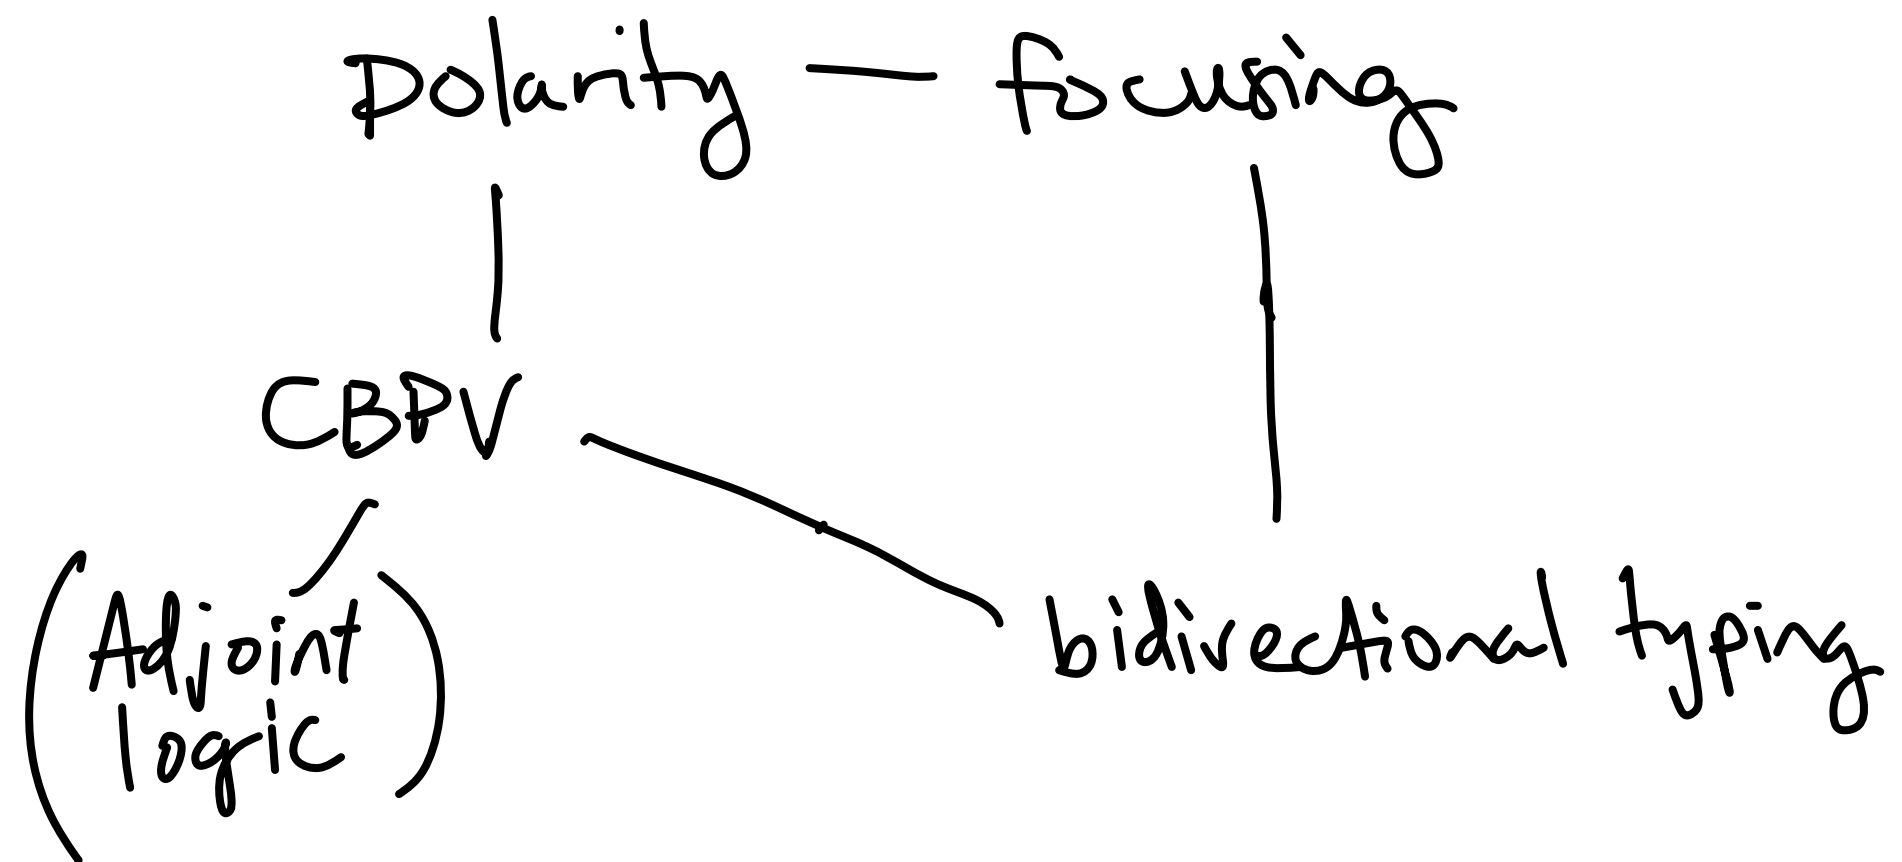 Polarity — focusing
CBPV
(Adjoint
logic)
bidirectional typing